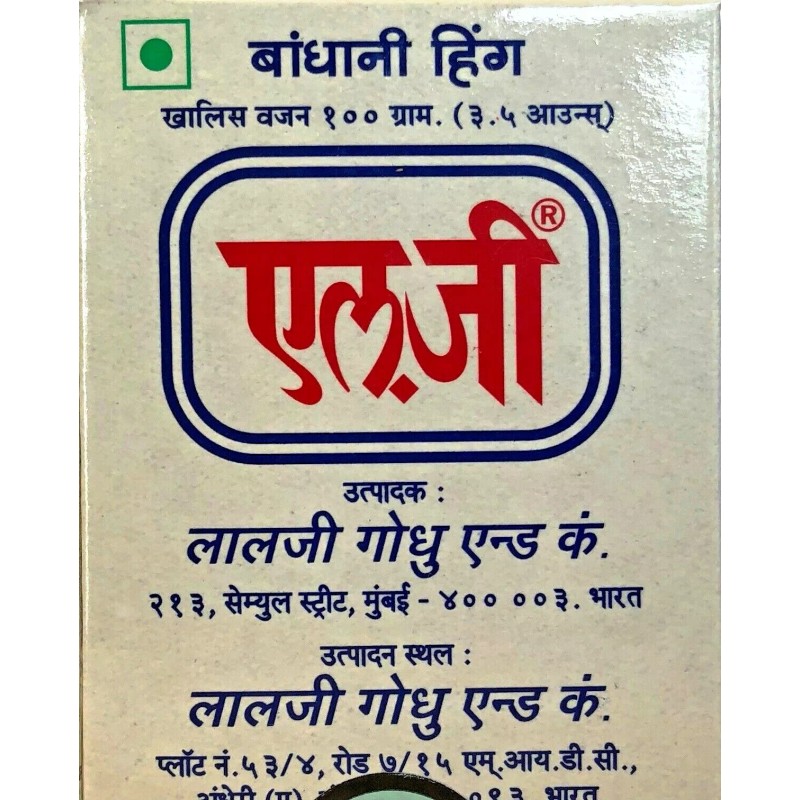 बांधानी हिंग
खालिस वजन १०० ग्राम. (३.५ आउन्स्)
एल.जी ®
उत्पादक :
लालजी गोधु एन्ड कं.
२१३, सेम्युल स्ट्रीट, मुंबई - ४०० ००३. भारत
उत्पादन स्थल :
लालजी गोधु एन्ड कं.
प्लॉट नं.५३/४, रोड ७/१५ एम्.आय.डी.सी.,
भारत